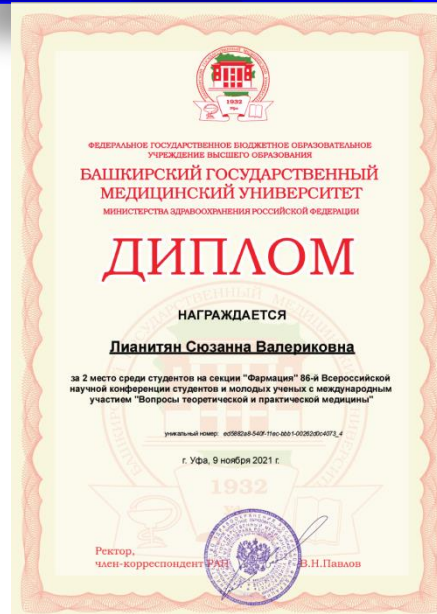 1932
Уфа
ФЕДЕРАЛЬНОЕ ГОСУДАРСТВЕННОЕ БЮДЖЕТНОЕ ОБРАЗОВАТЕЛЬНОЕ
УЧРЕЖДЕНИЕ ВЫСШЕГО ОБРАЗОВАНИЯ
БАШКИРСКИЙ ГОСУДАРСТВЕННЫЙ
МЕДИЦИНСКИЙ УНИВЕРСИТЕТ
МИНИСТЕРСТВА ЗДРАВООХРАНЕНИЯ РОССИЙСКОЙ ФЕДЕРАЦИИ
ДИПЛОМ
НАГРАЖДАЕТСЯ
Лианитян Сюзанна Валериковна
за 2 место среди студентов на секции "Фармация" 86-й Всероссийской
научной конференции студентов и молодых ученых с международным
участием "Вопросы теоретической и практической медицины"
уникальный номер: ed5882a8-540f-11ec-bbb1-00262d0c4073_4
г. Уфа, 9 ноября 2021 г.
1932
Ректор,
член-корреспондент РАН В.Н.Павлов